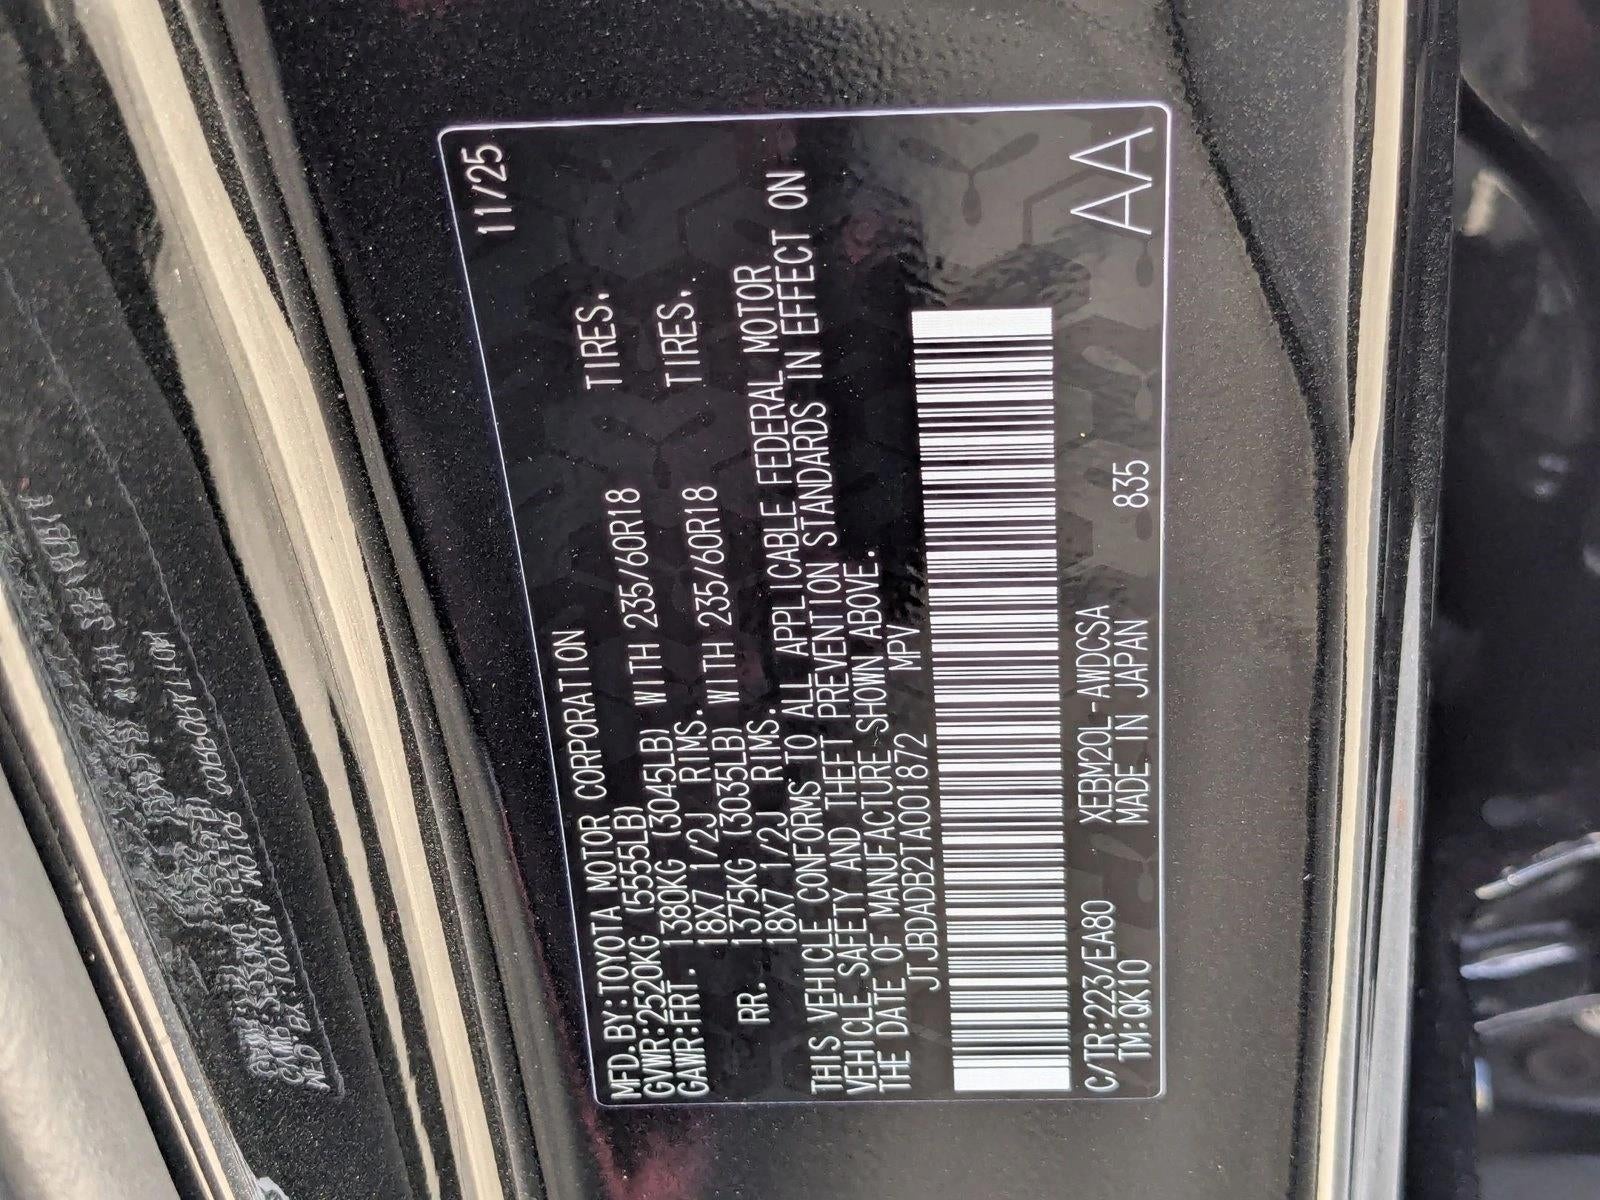 11/25
MFD.BY:TOYOTA MOTOR CORPORATION
GVWR:2520KG (5555LB)
GAWR:FRT. 1380KG (3045LB) WITH 235/60R18 TIRES.
18X7 1/2J RIMS.
RR. 1375KG (3035LB) WITH 235/60R18 TIRES.
18X7 1/2J RIMS.
THIS VEHICLE CONFORMS TO ALL APPLICABLE FEDERAL MOTOR
VEHICLE SAFETY AND THEFT PREVENTION STANDARDS IN EFFECT ON
THE DATE OF MANUFACTURE SHOWN ABOVE.
JTJBDADB2TA001872 MPV
C/TR:223/EA80 XEBM20L-AWDCSA 835
TM:QK10 MADE IN JAPAN
AA